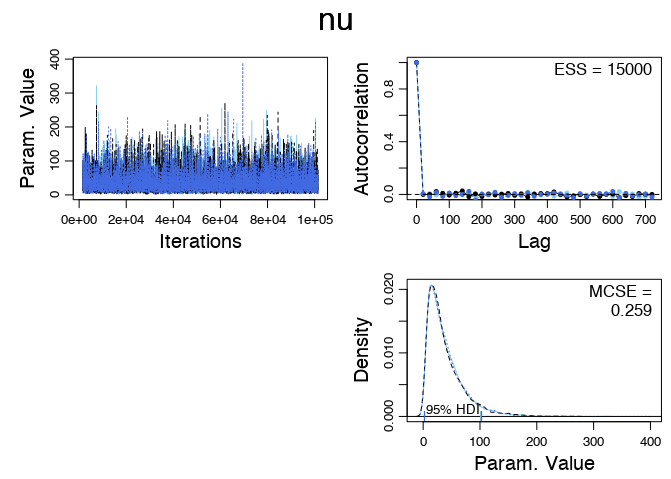 nu
Param. Value
400
300
200
100
0
0e+00 2e+04 4e+04 6e+04 8e+04 1e+05
Iterations
Autocorrelation
0.8
0.4
0.0
ESS = 15000
0 100 200 300 400 500 600 700
Lag
Density
0.020
0.010
0.000
MCSE =
0.259
95% HDI
0 100 200 300 400
Param. Value